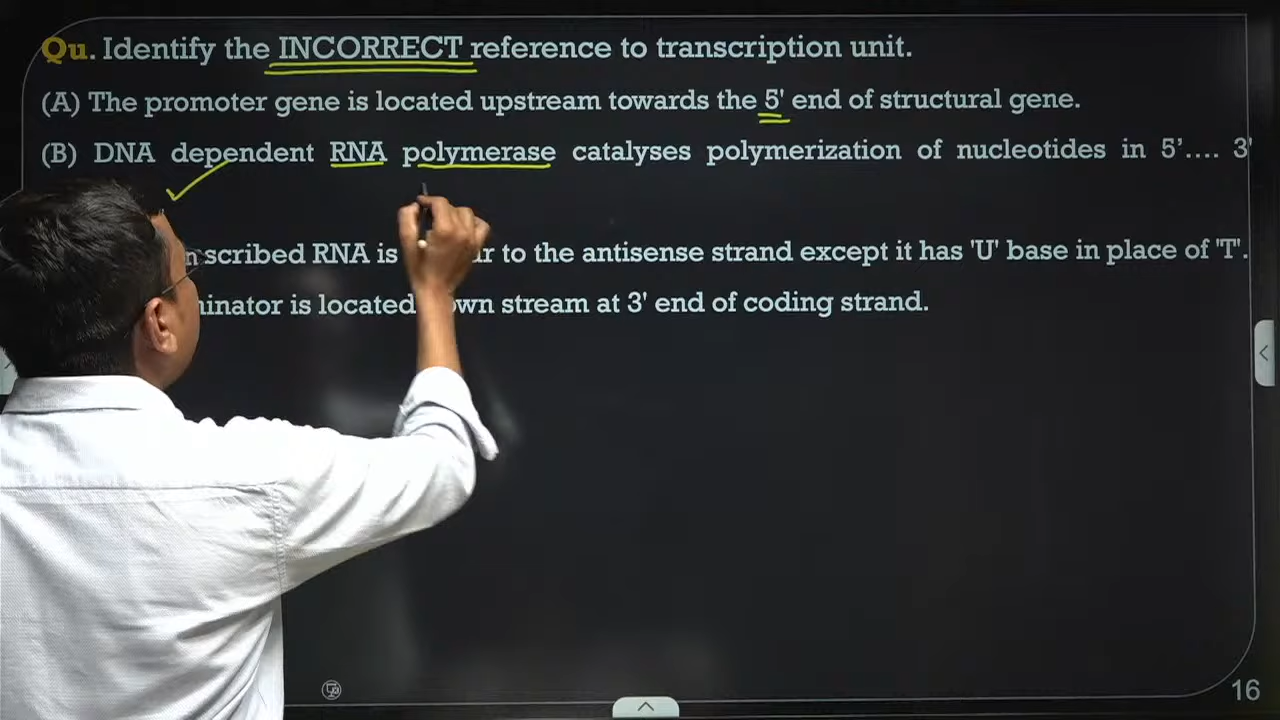 Qu. Identify the INCORRECT reference to transcription unit.
(A) The promoter gene is located upstream towards the 5' end of structural gene.
(B) DNA dependent RNA polymerase catalyses polymerization of nucleotides in 5’.... 3'
nscribed RNA is r to the antisense strand except it has 'U' base in place of 'T'.
ninator is located own stream at 3' end of coding strand.
16